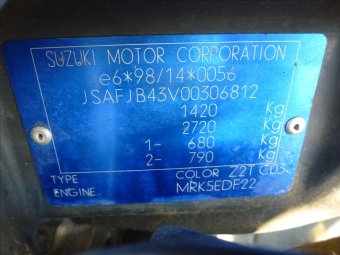 SUZUKI MOTOR CORPORATION
e6*98/14*0056
JSAFJB43V00306812
1420 Kg
2720 Kg
1- 680 Kg
2- 790 Kg
TYPE COLOR Z2T C03-
ENGINE MRK5EDF22